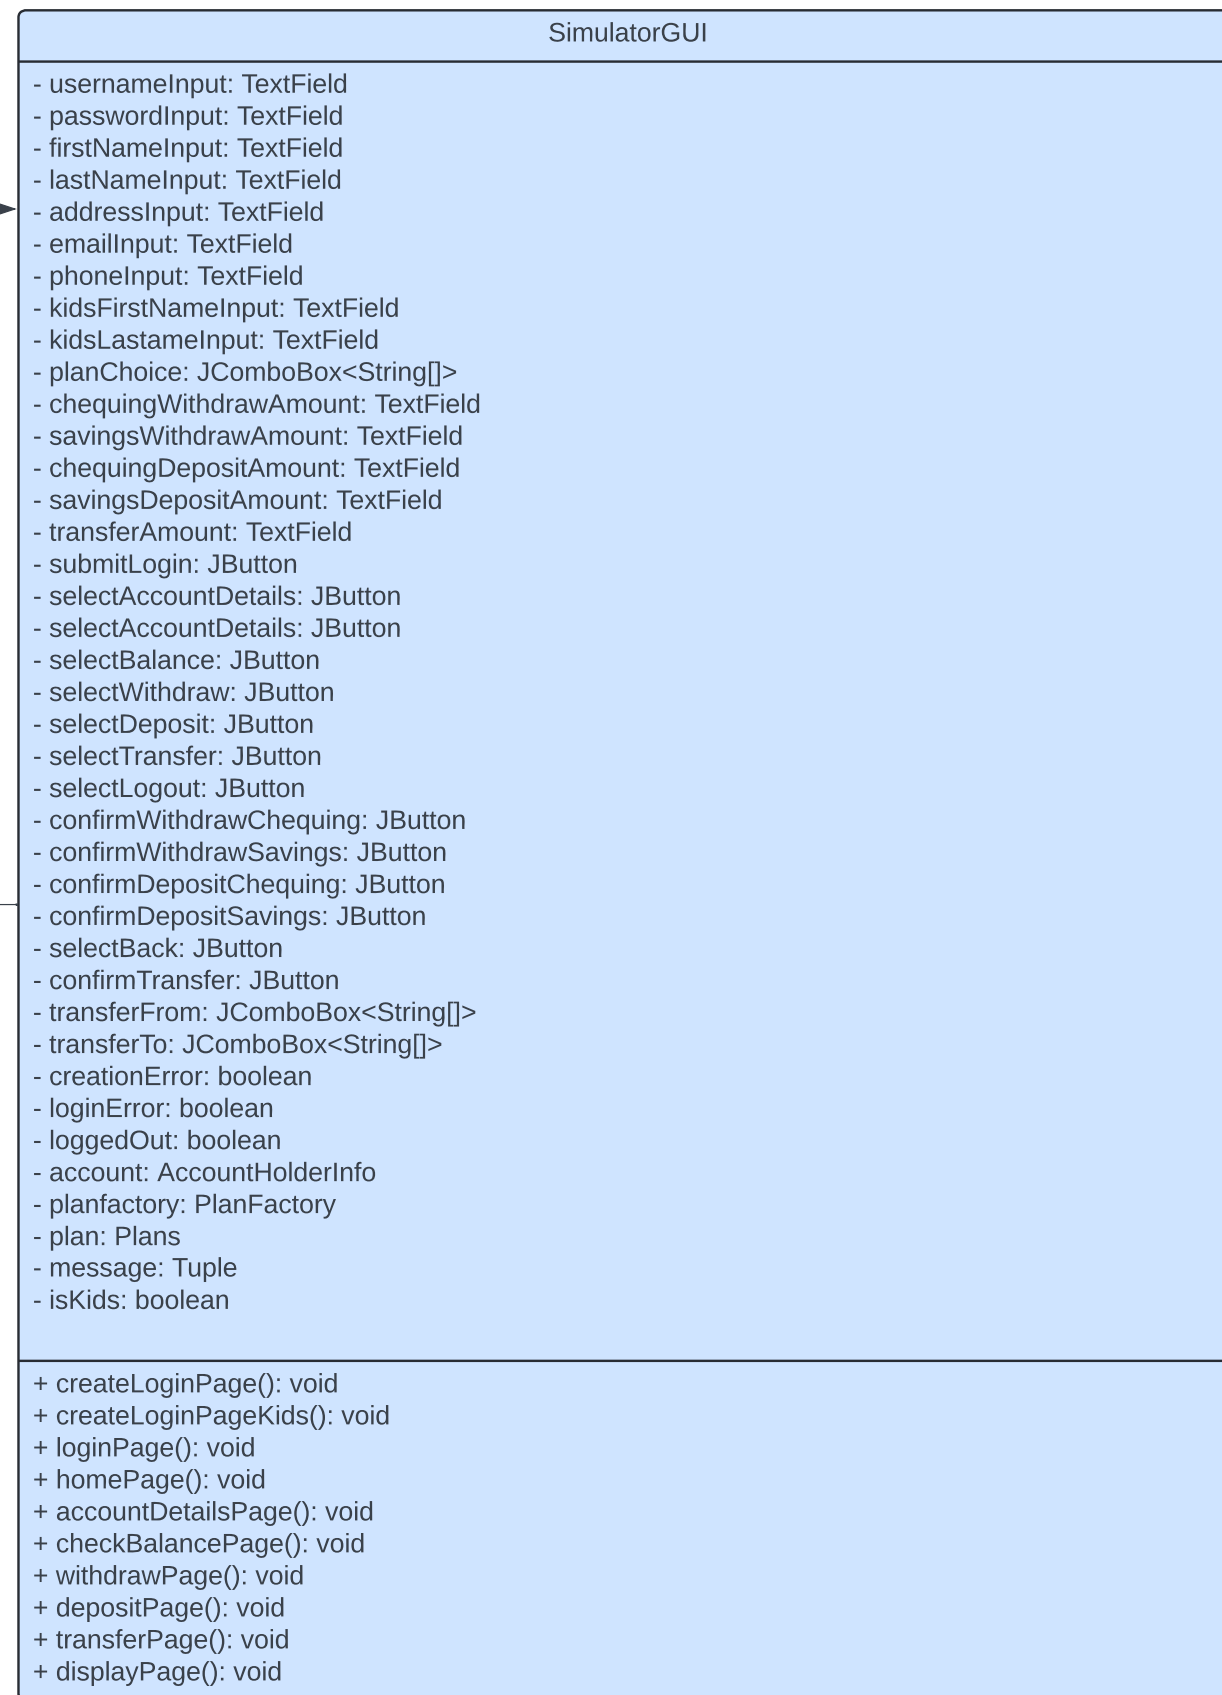 SimulatorGUI
- usernameInput: TextField
- passwordInput: TextField
- firstNameInput: TextField
- lastNameInput: TextField
- addressInput: TextField
- emailInput: TextField
- phoneInput: TextField
- kidsFirstNameInput: TextField
- kidsLastameInput: TextField
- planChoice: JComboBox<String[]>
- chequingWithdrawAmount: TextField
- savingsWithdrawAmount: TextField
- chequingDepositAmount: TextField
- savingsDepositAmount: TextField
- transferAmount: TextField
- submitLogin: JButton
- selectAccountDetails: JButton
- selectAccountDetails: JButton
- selectBalance: JButton
- selectWithdraw: JButton
- selectDeposit: JButton
- selectTransfer: JButton
- selectLogout: JButton
- confirmWithdrawChequing: JButton
- confirmWithdrawSavings: JButton
- confirmDepositChequing: JButton
- confirmDepositSavings: JButton
- selectBack: JButton
- confirmTransfer: JButton
- transferFrom: JComboBox<String[]>
- transferTo: JComboBox<String[]>
- creationError: boolean
- loginError: boolean
- loggedOut: boolean
- account: AccountHolderInfo
- planfactory: PlanFactory
- plan: Plans
- message: Tuple
- isKids: boolean
+ createLoginPage(): void
+ createLoginPageKids(): void
+ loginPage(): void
+ homePage(): void
+ accountDetailsPage(): void
+ checkBalancePage(): void
+ withdrawPage(): void
+ depositPage(): void
+ transferPage(): void
+ displayPage(): void